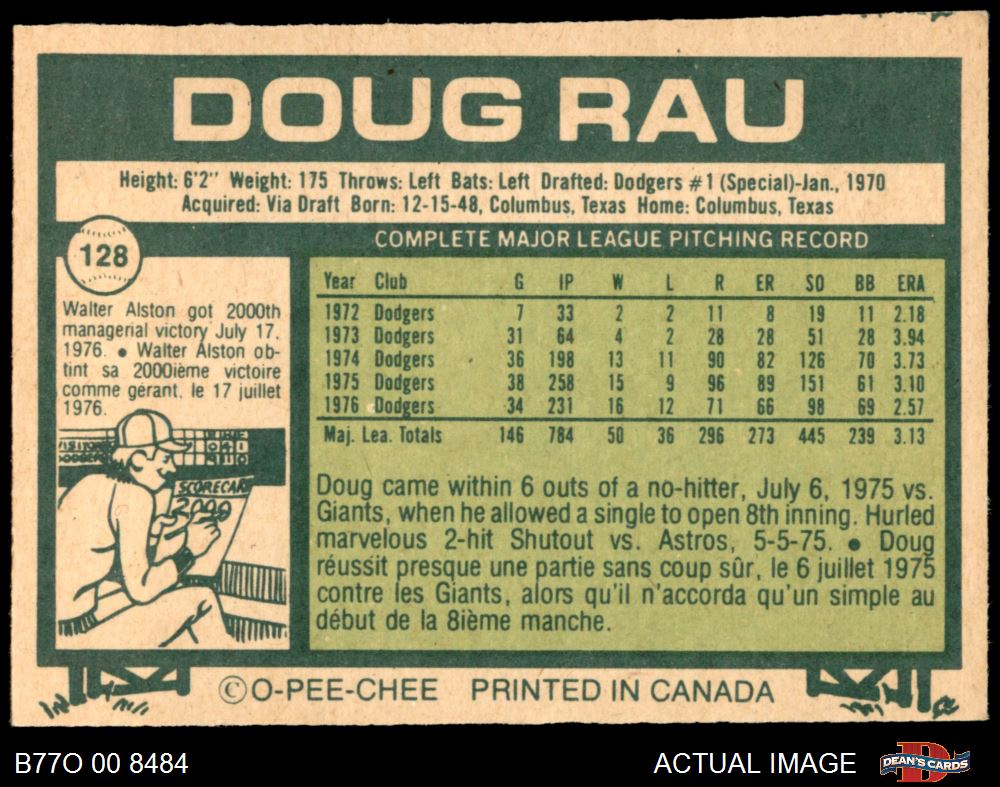 DOUG RAU
Height: 6'2" Weight: 175 Throws: Left Bats: Left Drafted: Dodgers #1 (Special)-Jan., 1970
Acquired: Via Draft Born: 12-15-48, Columbus, Texas Home: Columbus, Texas
128
Walter Alston got 2000th
managerial victory July 17,
1976. • Walter Alston ob-
tint sa 2000ième victoire
comme gérant, le 17 juillet
1976.
VISITORS
DODGERS
SCORECARD
2000
COMPLETE MAJOR LEAGUE PITCHING RECORD
Year Club G IP W L R ER SO BB ERA
1972 Dodgers 7 33 2 2 11 8 19 11 2.18
1973 Dodgers 31 64 4 2 28 28 51 28 3.94
1974 Dodgers 36 198 13 11 90 82 126 70 3.73
1975 Dodgers 38 258 15 9 96 89 151 61 3.10
1976 Dodgers 34 231 16 12 71 66 98 69 2.57
Maj. Lea. Totals 146 784 50 36 296 273 445 239 3.13
Doug came within 6 outs of a no-hitter, July 6, 1975 vs.
Giants, when he allowed a single to open 8th inning. Hurled
marvelous 2-hit Shutout vs. Astros, 5-5-75. • Doug
réussit presque une partie sans coup sûr, le 6 juillet 1975
contre les Giants, alors qu'il n'accorda qu'un simple au
début de la 8ième manche.
© O-PEE-CHEE PRINTED IN CANADA
B77O 00 8484
ACTUAL IMAGE
DEAN'S CARDS